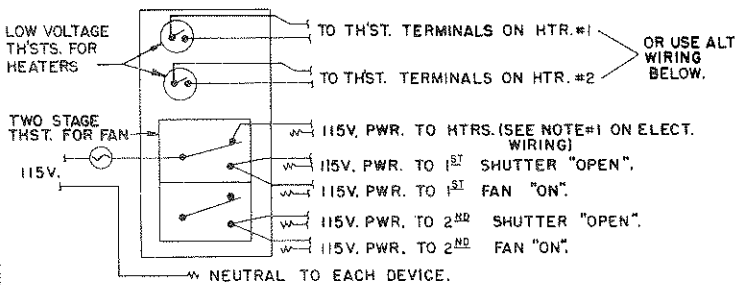 LOW VOLTAGE
TH'STS. FOR
HEATERS
TO TH'ST. TERMINALS ON HTR.#1
TO TH'ST. TERMINALS ON HTR.#2
OR USE ALT
WIRING
BELOW.
TWO STAGE
THST. FOR FAN
115V.
115V. PWR. TO HTRS.(SEE NOTE#1 ON ELECT.
WIRING)
115V. PWR. TO 1ST SHUTTER "OPEN".
115V. PWR. TO 1ST FAN "ON".
115V. PWR. TO 2ND SHUTTER "OPEN".
115V. PWR. TO 2ND FAN "ON".
NEUTRAL TO EACH DEVICE.